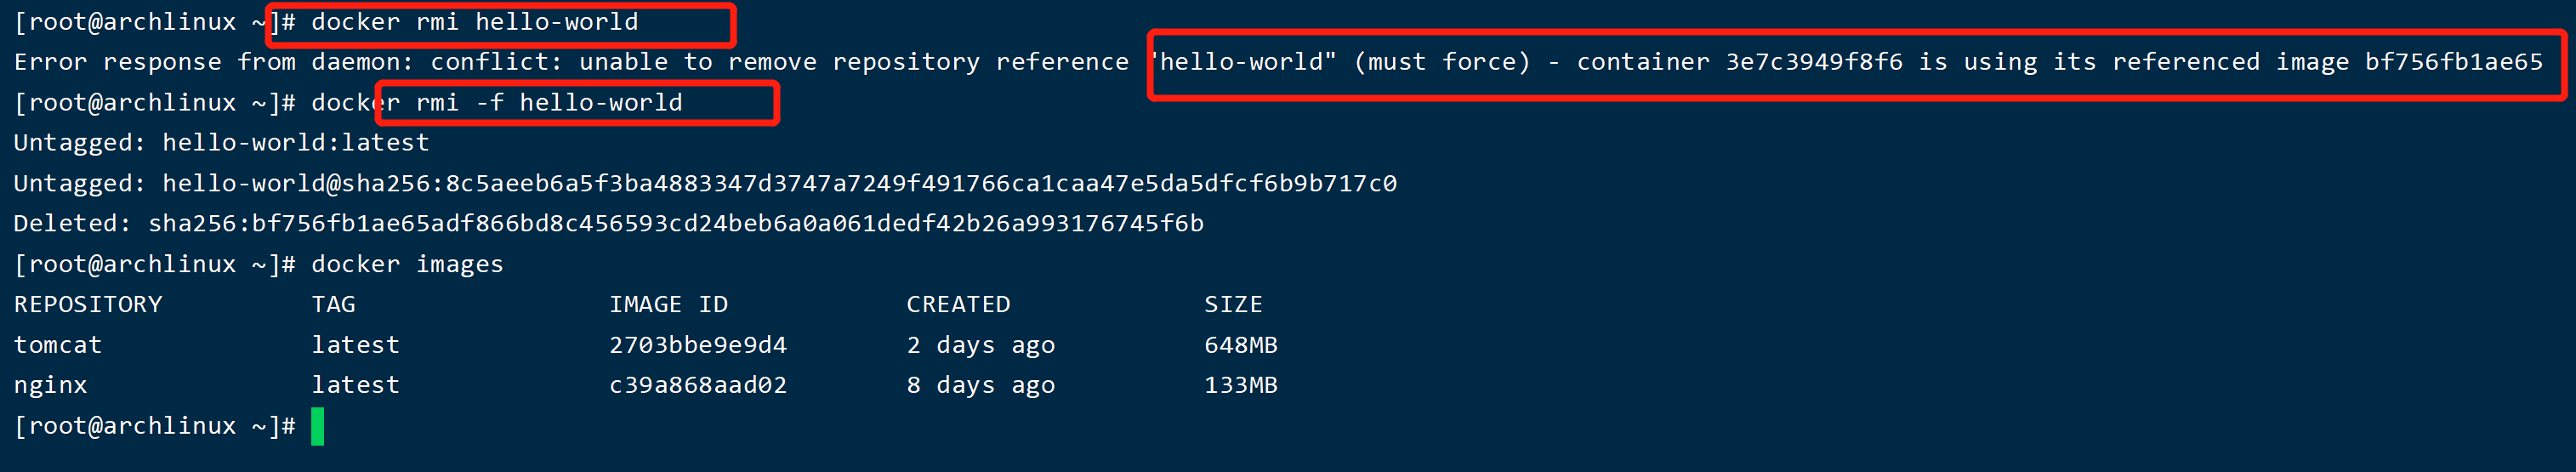 [root@archlinux ~]# docker rmi hello-world
Error response from daemon: conflict: unable to remove repository reference "hello-world" (must force) - container 3e7c3949f8f6 is using its referenced image bf756fb1ae65
[root@archlinux ~]# docker rmi -f hello-world
Untagged: hello-world:latest
Untagged: hello-world@sha256:8c5aeeb6a5f3ba4883347d3747a7249f491766ca1caa47e5da5dfcf6b9b717c0
Deleted: sha256:bf756fb1ae65adf866bd8c456593cd24beb6a0a061dedf42b26a993176745f6b
[root@archlinux ~]# docker images
REPOSITORY TAG IMAGE ID CREATED SIZE
tomcat latest 2703bbe9e9d4 2 days ago 648MB
nginx latest c39a868aad02 8 days ago 133MB
[root@archlinux ~]#